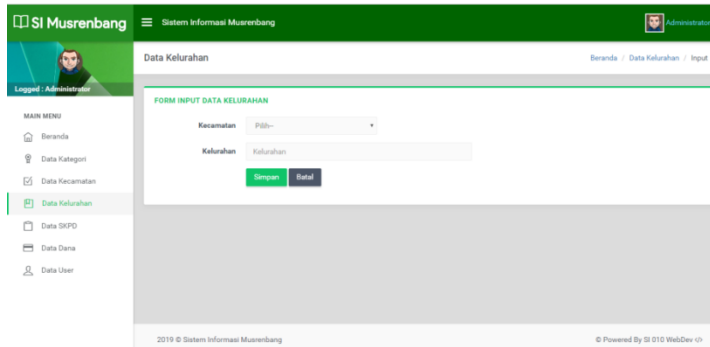 SI Musrenbang
Sistem Informasi Musrenbang
Administrator
Logged : Administrator
Data Kelurahan
Beranda / Data Kelurahan / Input
MAIN MENU
Beranda
Data Kategori
Data Kecamatan
Data Kelurahan
Data SKPD
Data Dana
Data User
FORM INPUT DATA KELURAHAN
Kecamatan Pilih--
Kelurahan Kelurahan
Simpan Batal
2019 © Sistem Informasi Musrenbang
© Powered By SI 010 WebDev </>